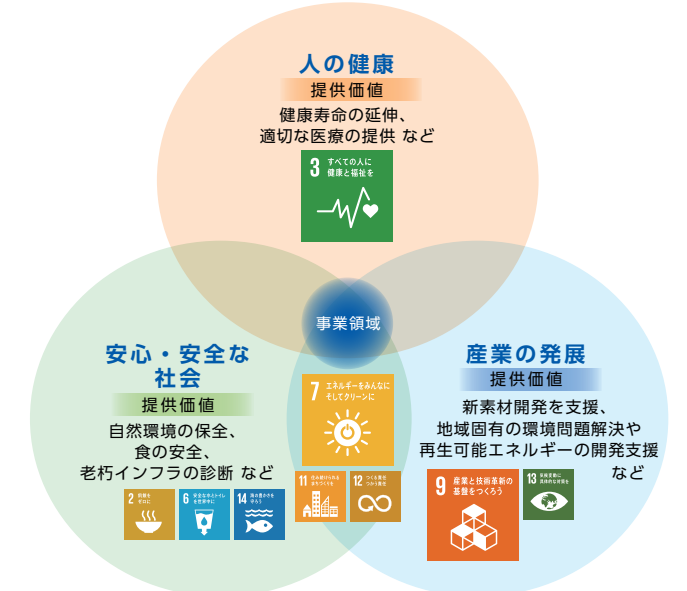 人の健康
提供価値
健康寿命の延伸、
適切な医療の提供 など
3 すべての人に
健康と福祉を
事業領域
安心・安全な
社会
提供価値
自然環境の保全、
食の安全、
老朽インフラの診断 など
2 飢餓を
ゼロに
6 安全な水とトイレ
を世界中に
14 海の豊かさを
守ろう
7 エネルギーをみんなに
そしてクリーンに
11 住み続けられる
まちづくりを
12 つくる責任
つかう責任
産業の発展
提供価値
新素材開発を支援、
地域固有の環境問題解決や
再生可能エネルギーの開発支援
など
9 産業と技術革新の
基盤をつくろう
13 気候変動に
具体的な対策を